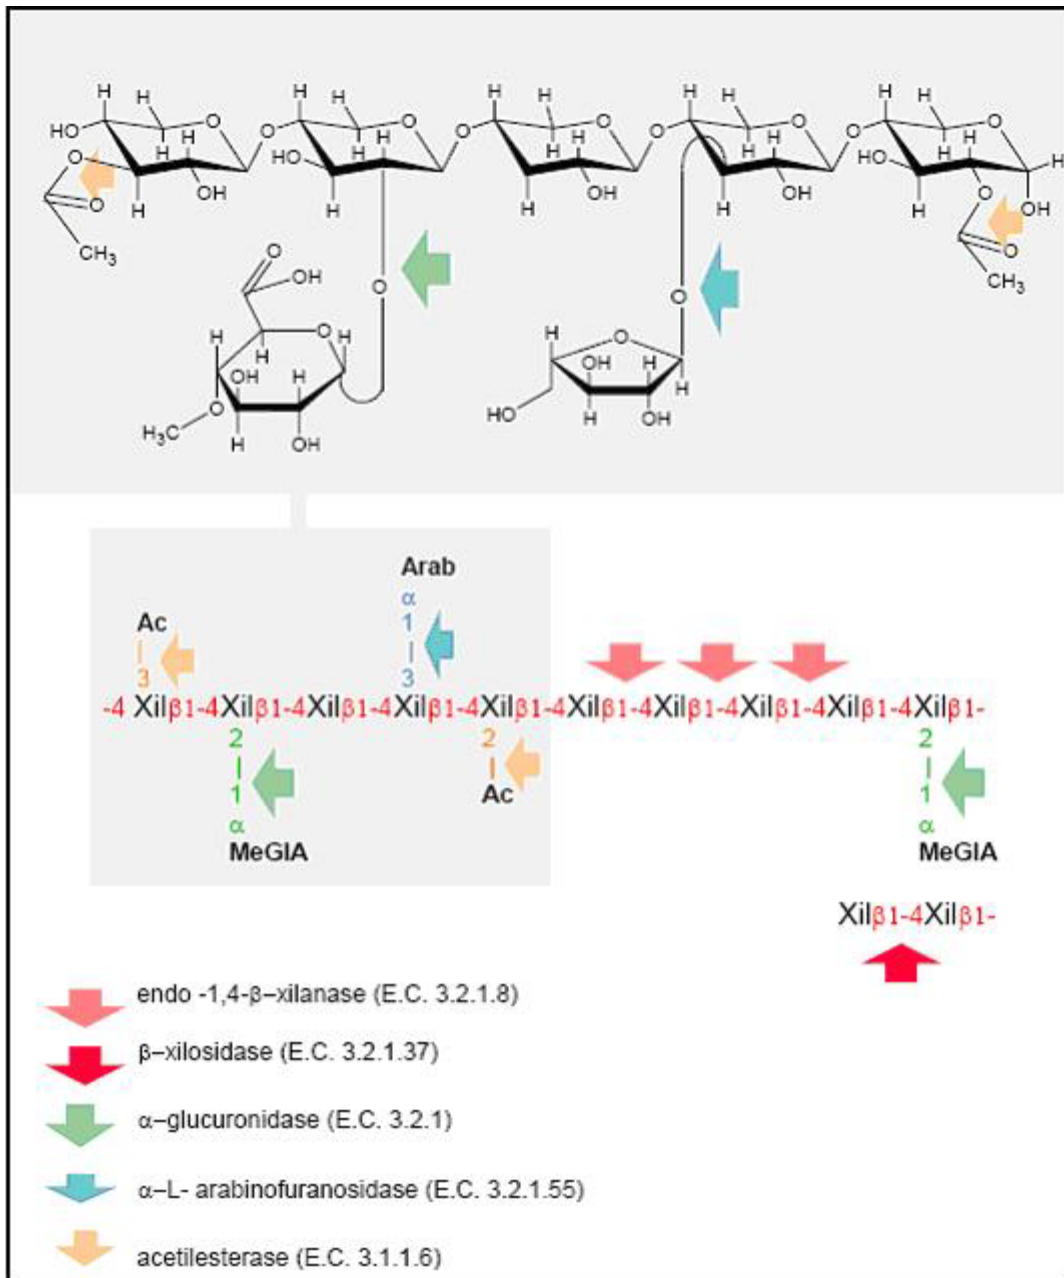 H H H H H H H H H H
O O O O O O O O O
HO H H HO H H H H H H HO H H
O H OH H H OH H OH H O OH
O CH3 O CH3
O OH O O
H O H H O
H H OH H OH H H
H3C O H OH HO H OH
Arab
α
Ac 1
| |
3 3
-4 Xilβ1-4Xilβ1-4Xilβ1-4Xilβ1-4Xilβ1-4Xilβ1-4Xilβ1-4Xilβ1-4Xilβ1-4Xilβ1-
2 2 2
| | |
1 Ac 1
α α
MeGlA MeGlA
Xilβ1-4Xilβ1-
endo -1,4-β–xilanase (E.C. 3.2.1.8)
β–xilosidase (E.C. 3.2.1.37)
α–glucuronidase (E.C. 3.2.1)
α–L- arabinofuranosidase (E.C. 3.2.1.55)
acetilesterase (E.C. 3.1.1.6)